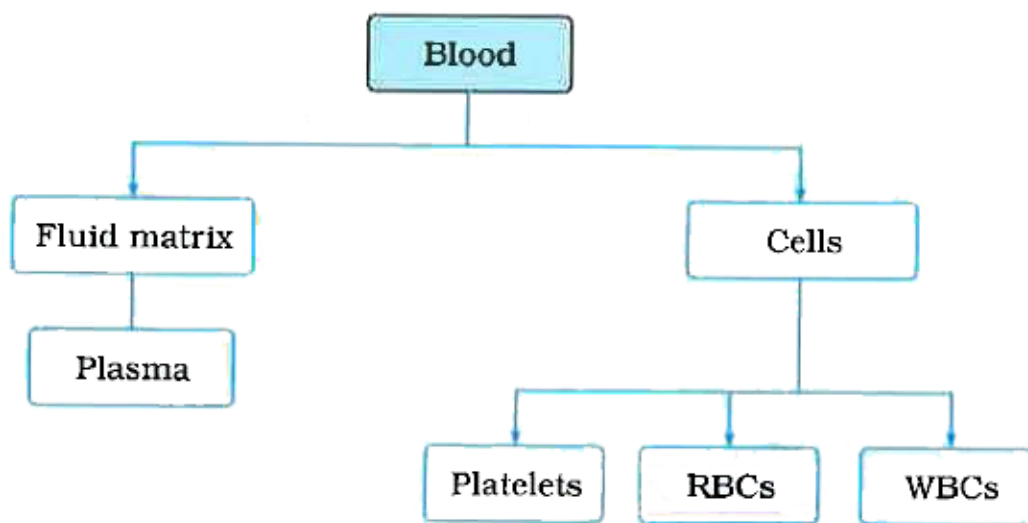 Blood
Fluid matrix
Cells
Plasma
Platelets
RBCs
WBCs